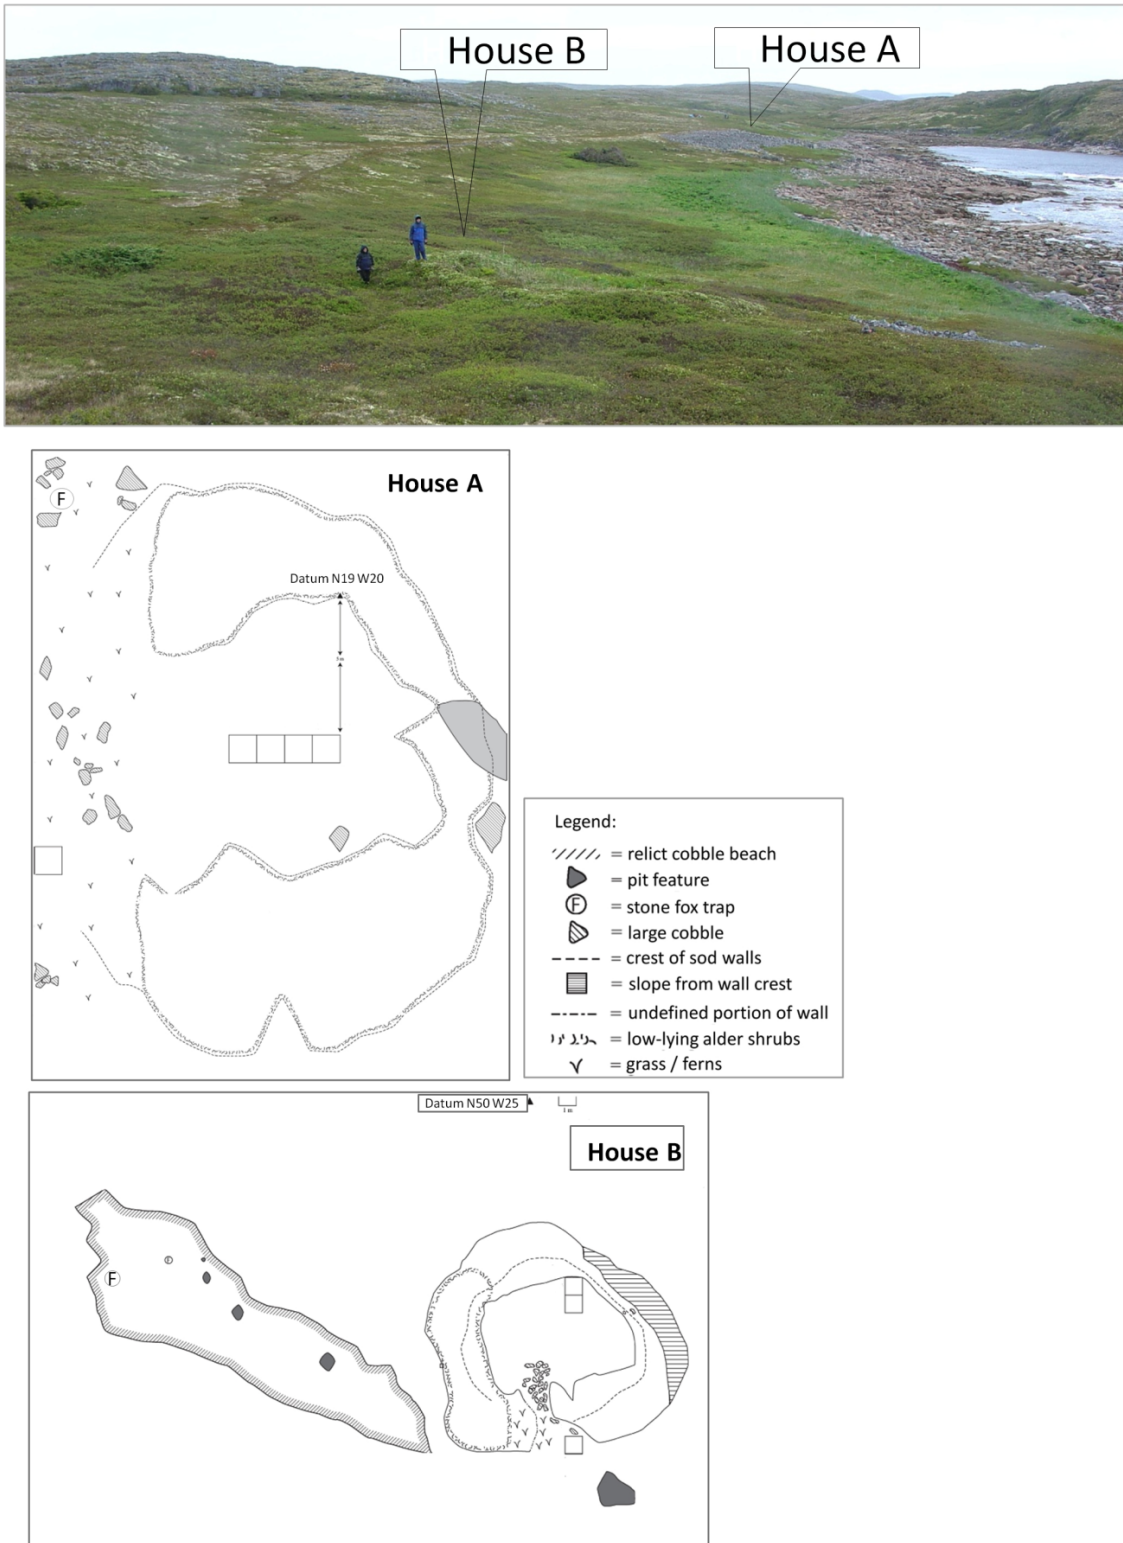 House B
House A
House A
F
Datum N19 W20
5 m
Legend:
= relict cobble beach
= pit feature
F = stone fox trap
= large cobble
= crest of sod walls
= slope from wall crest
= undefined portion of wall
= low-lying alder shrubs
= grass / ferns
Datum N50 W25
1 m
House B
F
F